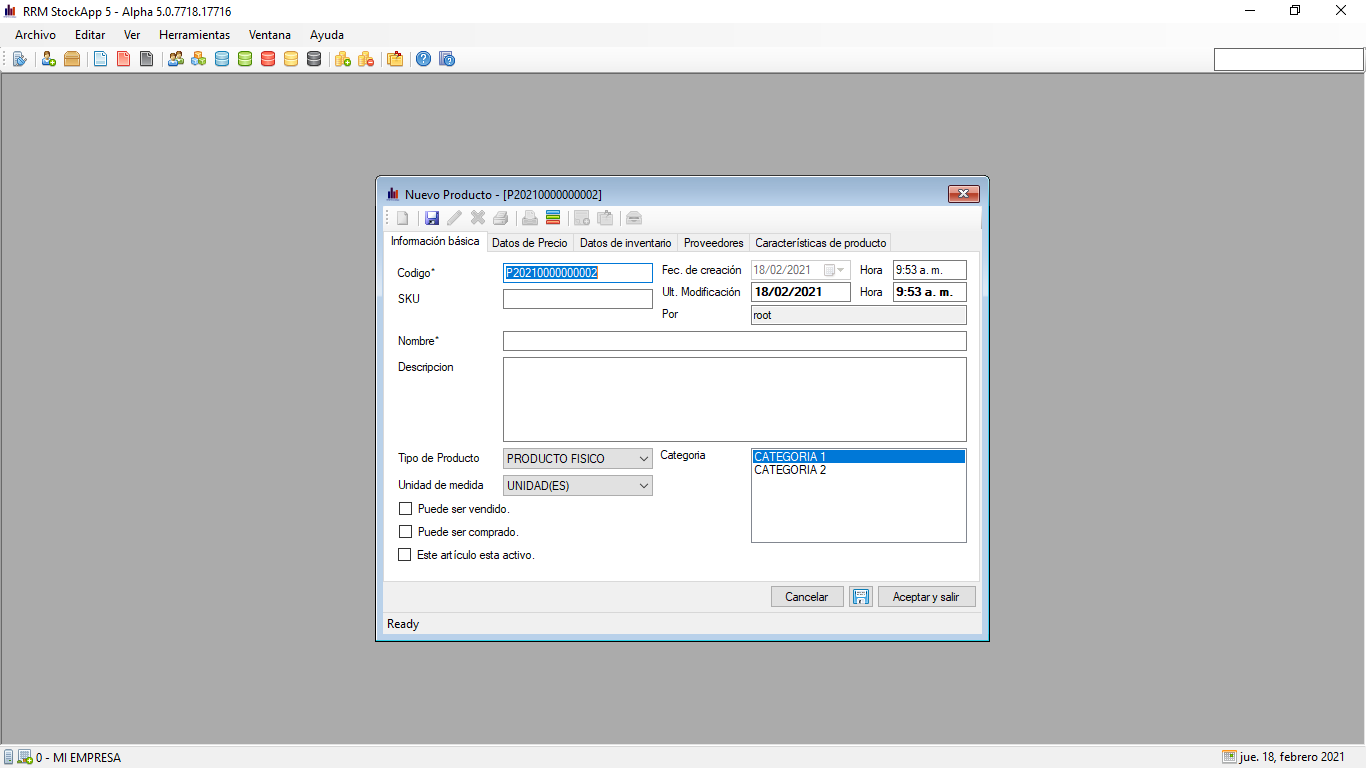 RRM StockApp 5 - Alpha 5.0.7718.17716
Archivo Editar Ver Herramientas Ventana Ayuda
Nuevo Producto - [P20210000000002]
Información básica Datos de Precio Datos de inventario Proveedores Características de producto
Codigo* P20210000000002 Fec. de creación 18/02/2021 Hora 9:53 a. m.
SKU Ult. Modificación 18/02/2021 Hora 9:53 a. m.
Por root
Nombre*
Descripcion
Tipo de Producto PRODUCTO FISICO Categoria CATEGORIA 1
CATEGORIA 2
Unidad de medida UNIDAD(ES)
Puede ser vendido.
Puede ser comprado.
Este artículo esta activo.
Cancelar Aceptar y salir
Ready
0 - MI EMPRESA jue. 18, febrero 2021